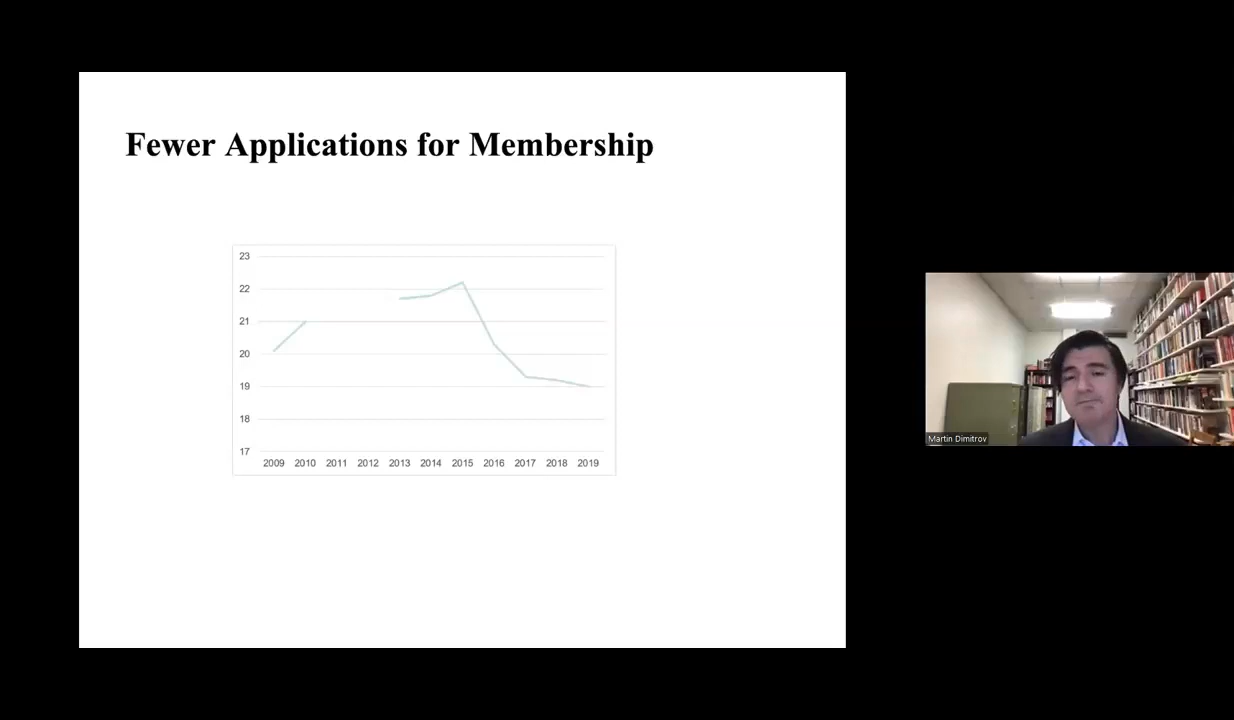 Fewer Applications for Membership
23
22
21
20
19
18
17
2009 2010 2011 2012 2013 2014 2015 2016 2017 2018 2019
Martin Dimitrov